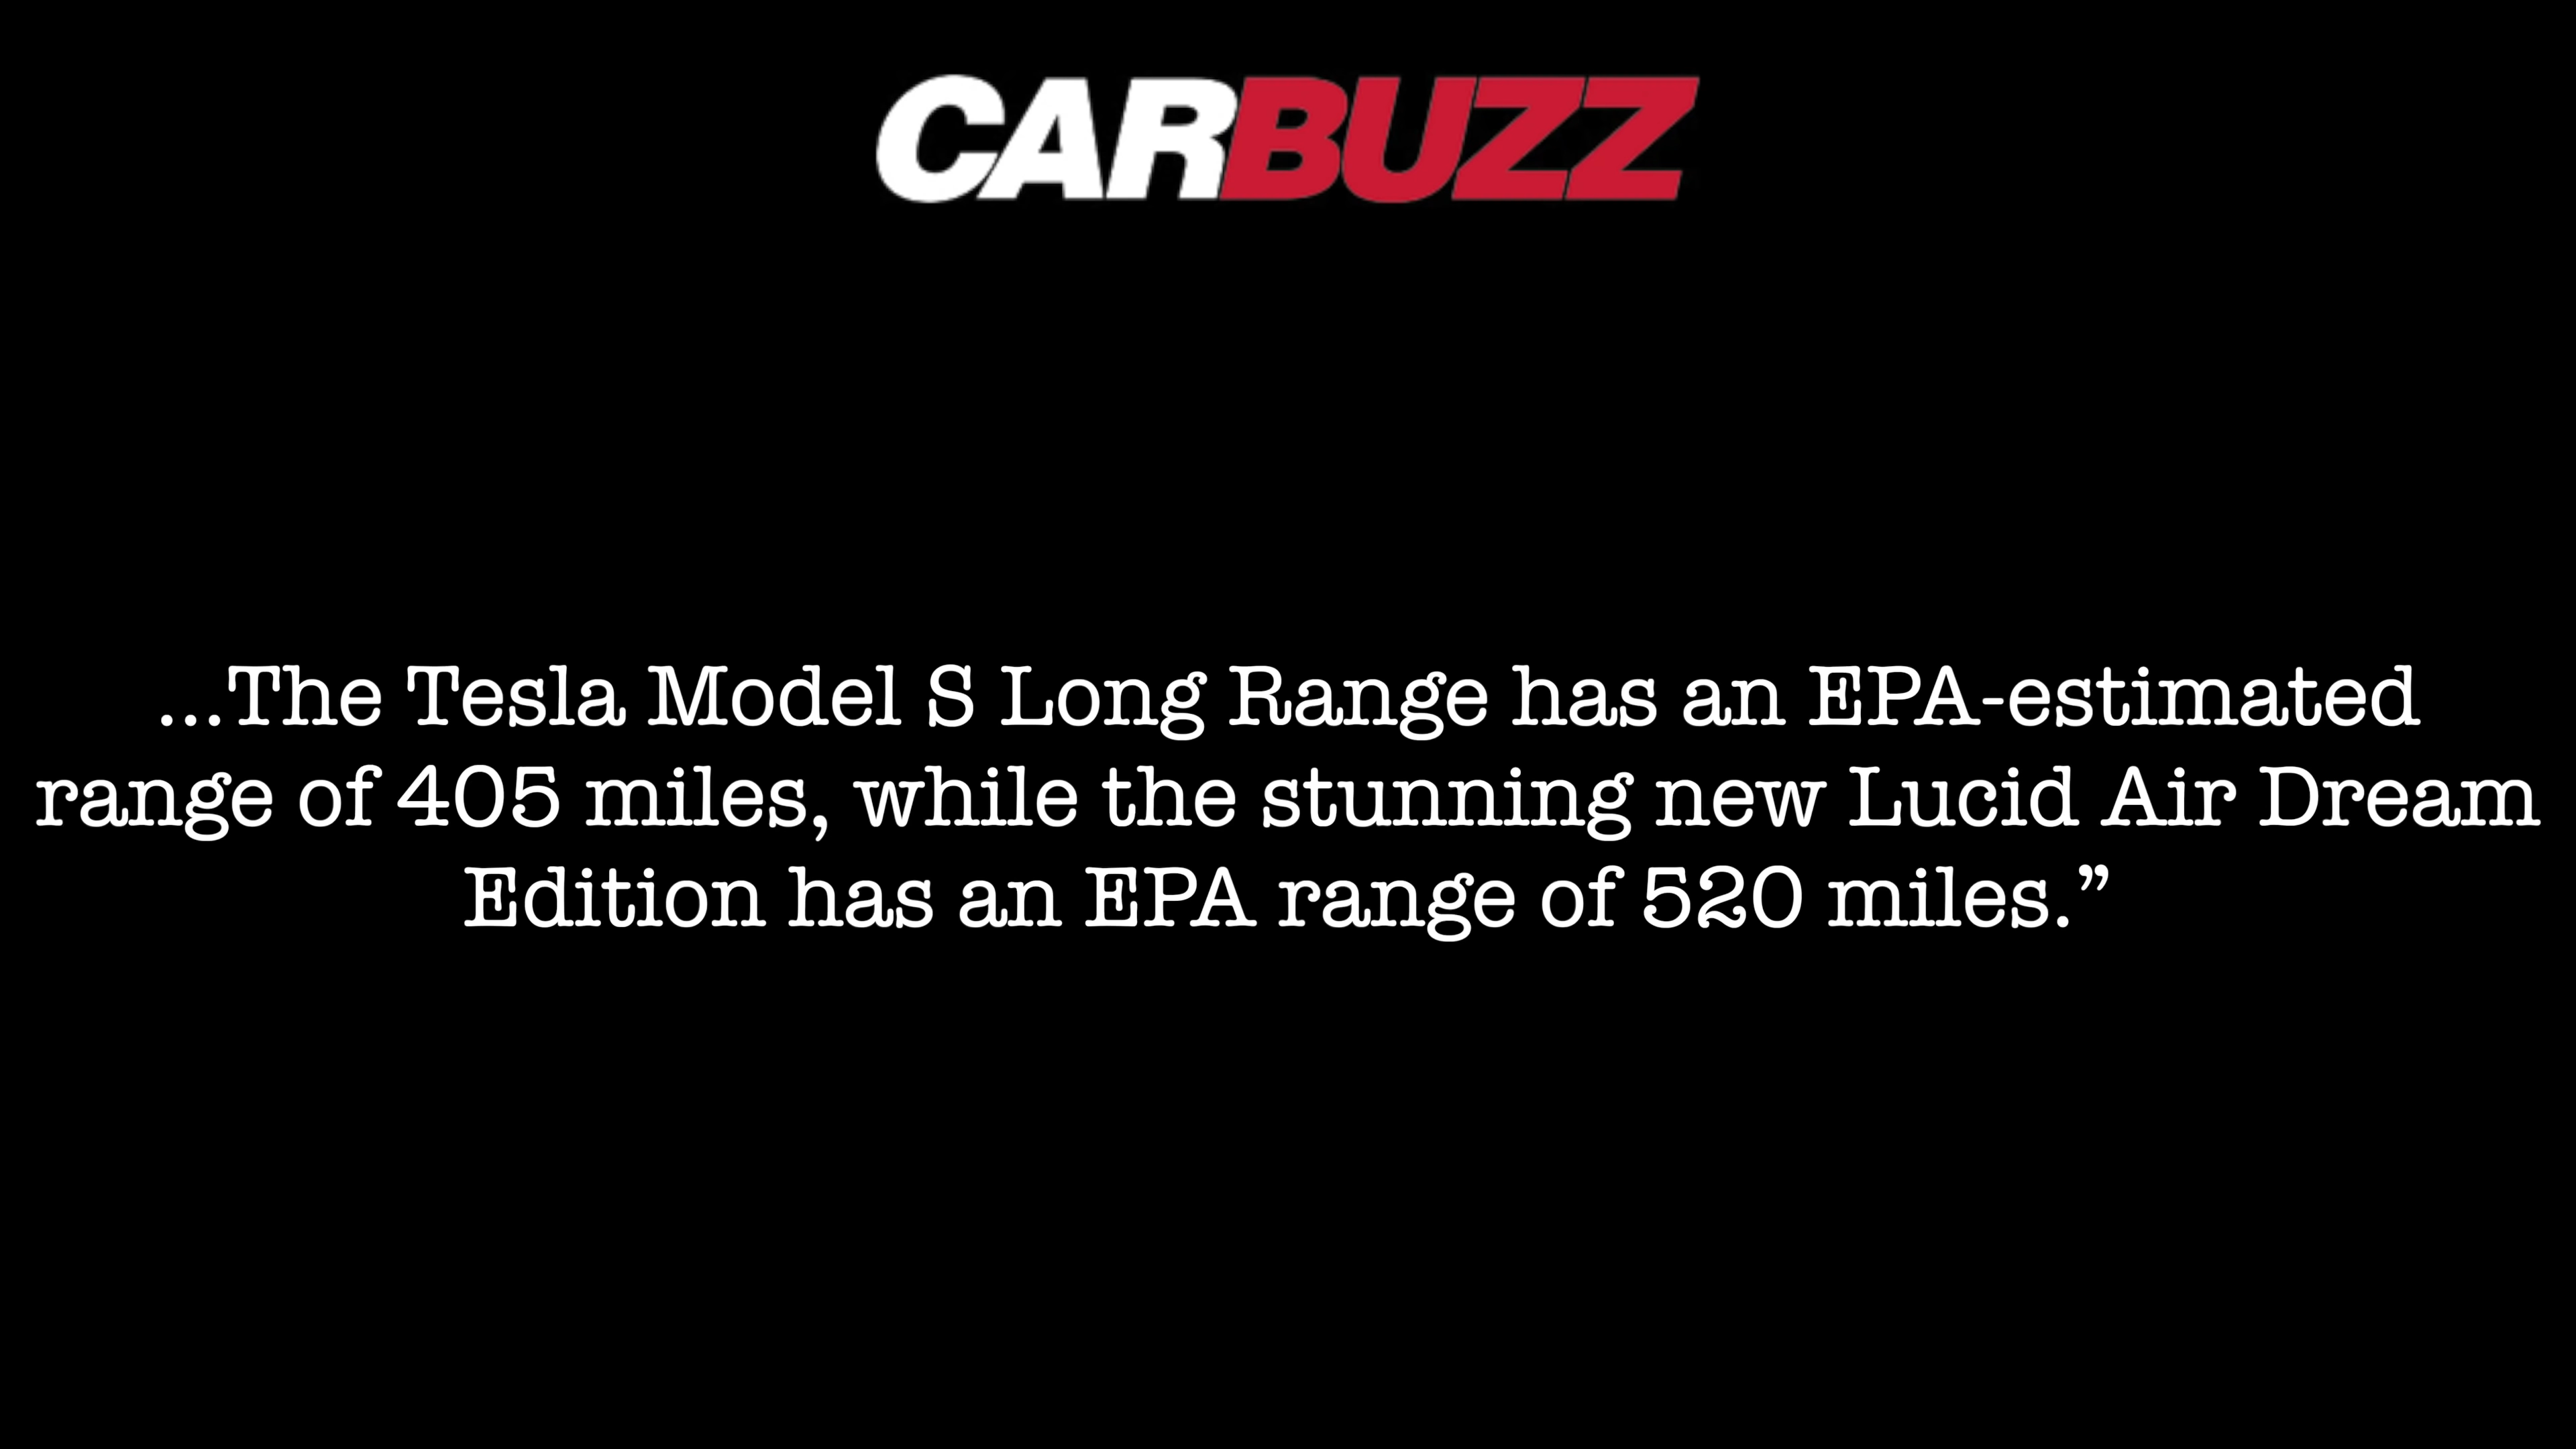 CARBUZZ
...The Tesla Model S Long Range has an EPA-estimated
range of 405 miles, while the stunning new Lucid Air Dream
Edition has an EPA range of 520 miles.”